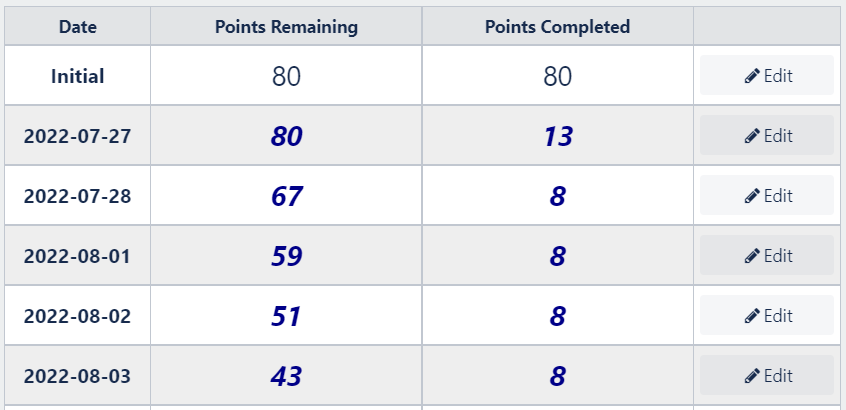 Date Points Remaining Points Completed
Initial 80 80 Edit
2022-07-27 80 13 Edit
2022-07-28 67 8 Edit
2022-08-01 59 8 Edit
2022-08-02 51 8 Edit
2022-08-03 43 8 Edit